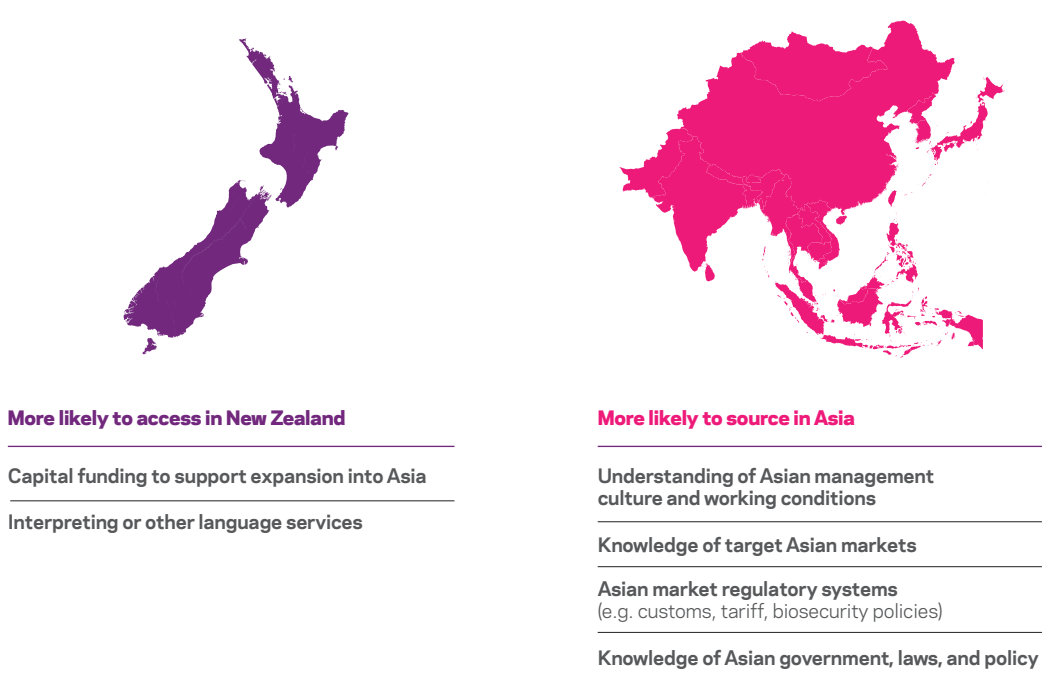 More likely to access in New Zealand
Capital funding to support expansion into Asia
Interpreting or other language services
More likely to source in Asia
Understanding of Asian management
culture and working conditions
Knowledge of target Asian markets
Asian market regulatory systems
(e.g. customs, tariff, biosecurity policies)
Knowledge of Asian government, laws, and policy